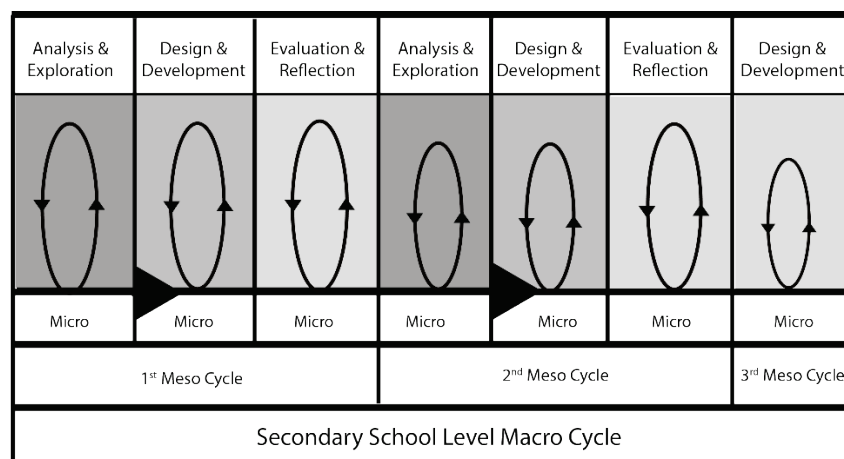 Analysis &
Exploration
Design &
Development
Evaluation &
Reflection
Analysis &
Exploration
Design &
Development
Evaluation &
Reflection
Design &
Development
Micro
Micro
Micro
Micro
Micro
Micro
Micro
1st Meso Cycle
2nd Meso Cycle
3rd Meso Cycle
Secondary School Level Macro Cycle